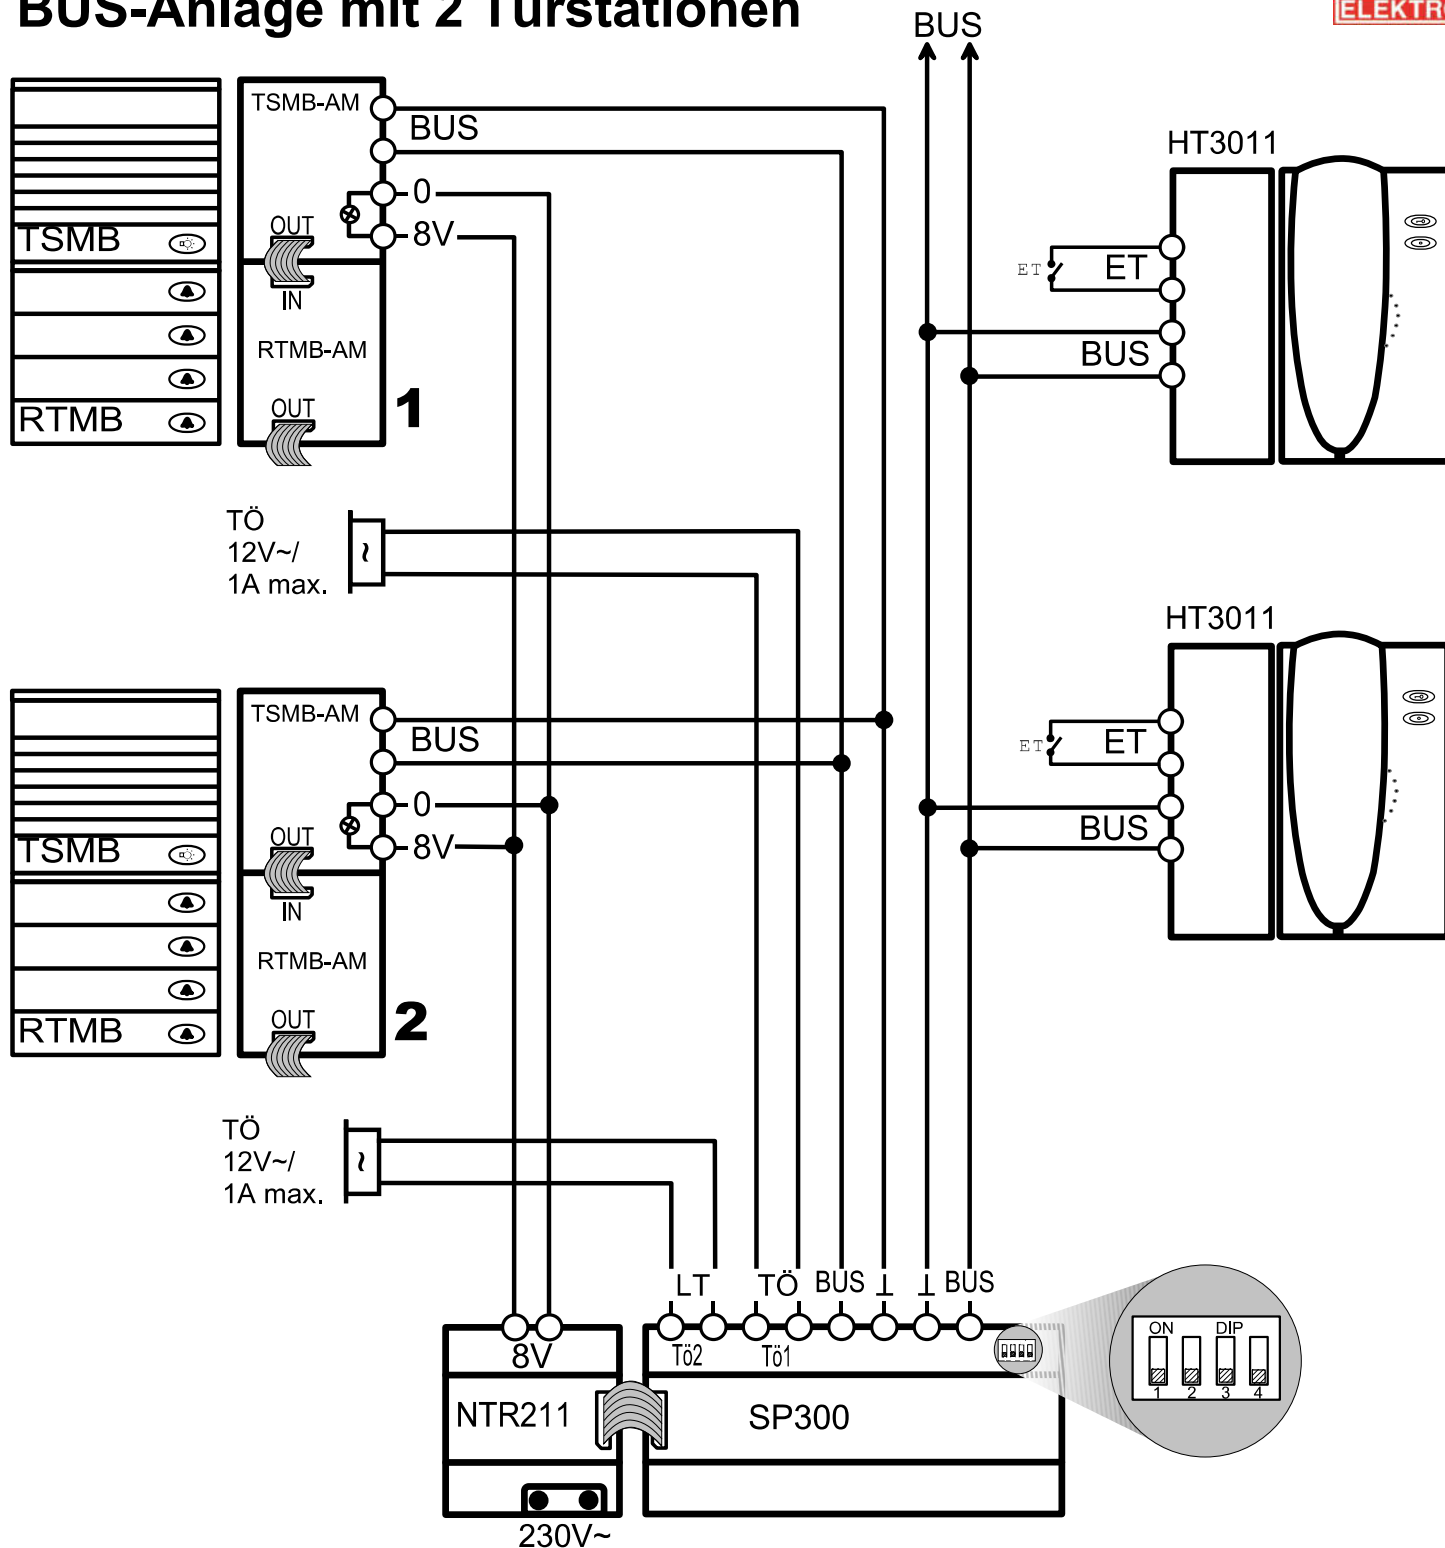 BUS-Anlage mit 2 Türstationen
ELEKTR
BUS
TSMB-AM
BUS
0
8V
OUT
IN
TSMB
RTMB-AM
OUT
RTMB
1
HT3011
ET
ET
BUS
TÖ
12V~/
1A max.
~
HT3011
ET
ET
BUS
TSMB-AM
BUS
0
8V
OUT
IN
TSMB
RTMB-AM
OUT
RTMB
2
TÖ
12V~/
1A max.
~
LT TÖ BUS ⊥ ⊥ BUS
8V
Tö2 Tö1
NTR211
SP300
230V~
ON DIP
1 2 3 4